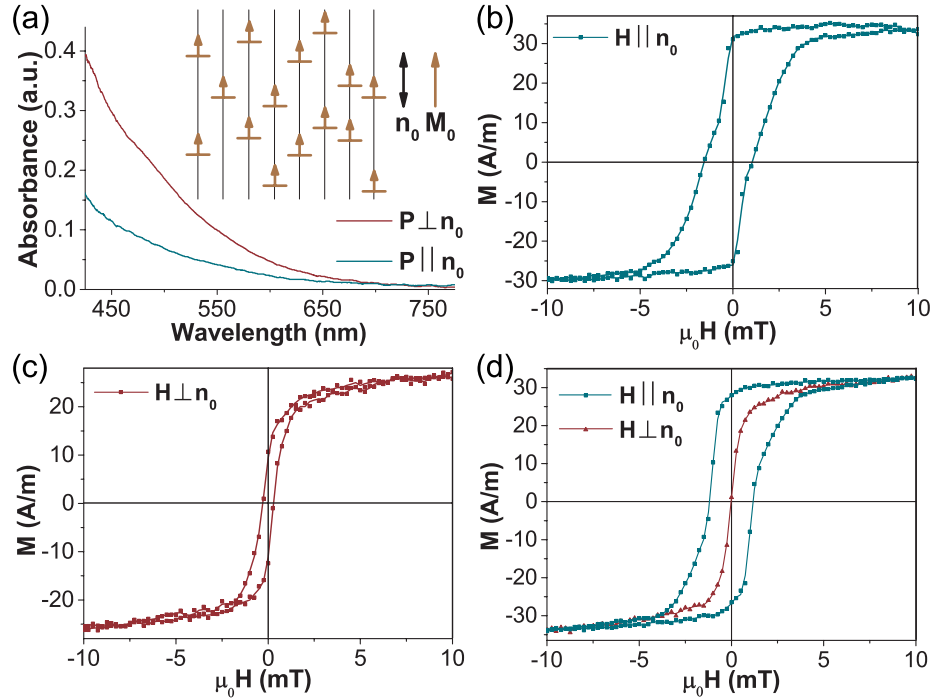 (a)
Absorbance (a.u.)
0.4
0.3
0.2
0.1
0.0
n₀ M₀
P⊥n₀
P||n₀
450 550 650 750
Wavelength (nm)
(b)
M (A/m)
30
20
10
0
-10
-20
-30
H||n₀
-10 -5 0 5 10
μ₀H (mT)
(c)
M (A/m)
20
10
0
-10
-20
H⊥n₀
-10 -5 0 5 10
μ₀H (mT)
(d)
M (A/m)
30
20
10
0
-10
-20
-30
H||n₀
H⊥n₀
-10 -5 0 5 10
μ₀H (mT)